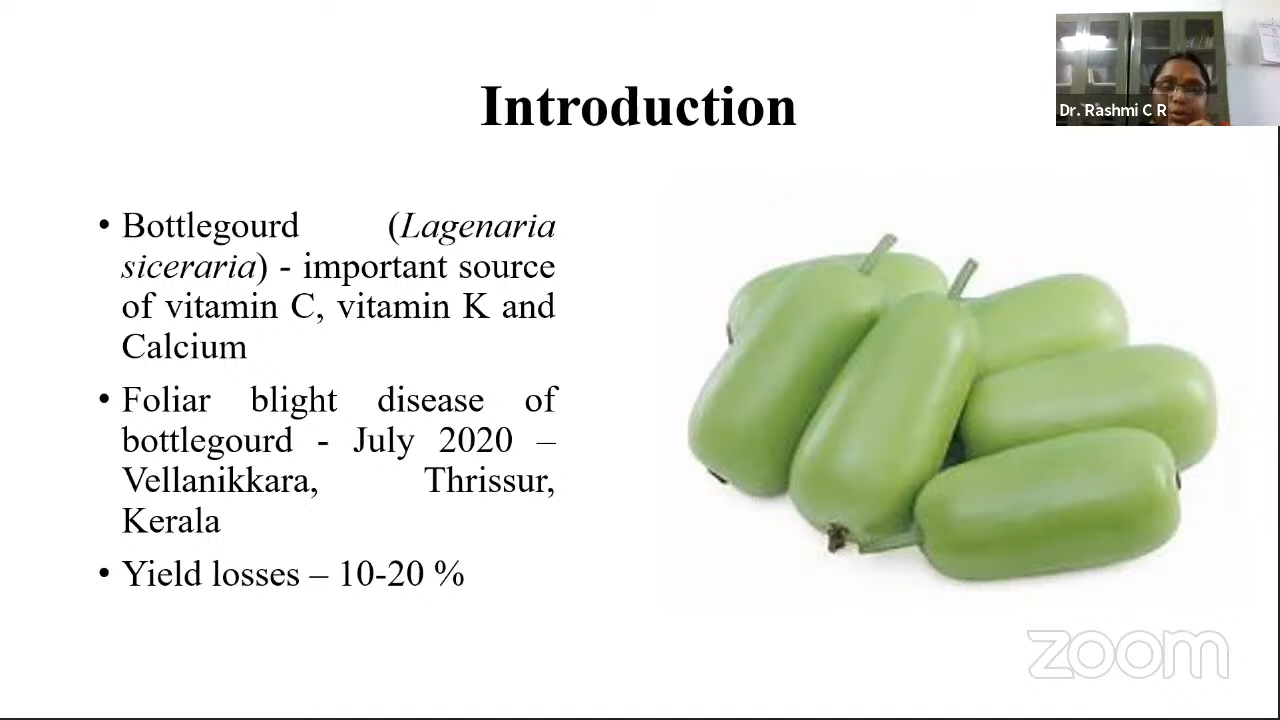 Introduction
Dr. Rashmi C R
• Bottlegourd (Lagenaria
siceraria) - important source
of vitamin C, vitamin K and
Calcium
• Foliar blight disease of
bottlegourd - July 2020 –
Vellanikkara, Thrissur,
Kerala
• Yield losses – 10-20 %
zoom